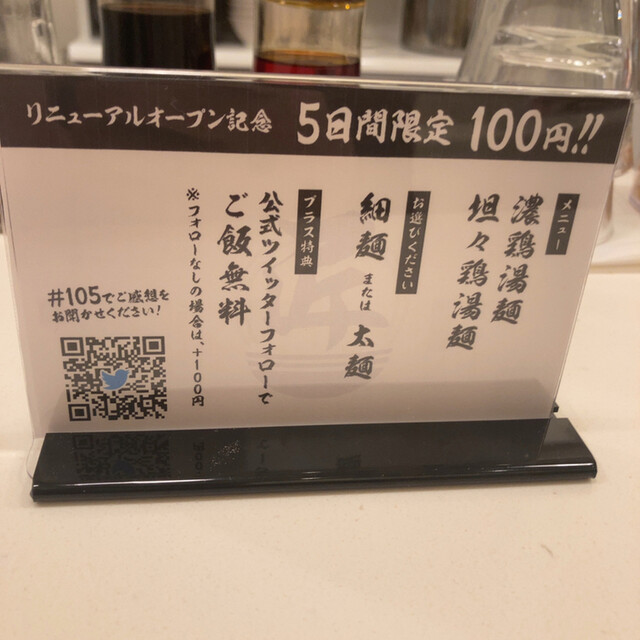 リニューアルオープン記念 5日間限定 100円!!
メニュー
濃鶏湯麺
坦々鶏湯麺
お選びください
細麺 または 太麺
プラス特典
公式ツイッターフォローで
ご飯無料
※フォローなしの場合は、+100円
#105でご感想を
お聞かせください!